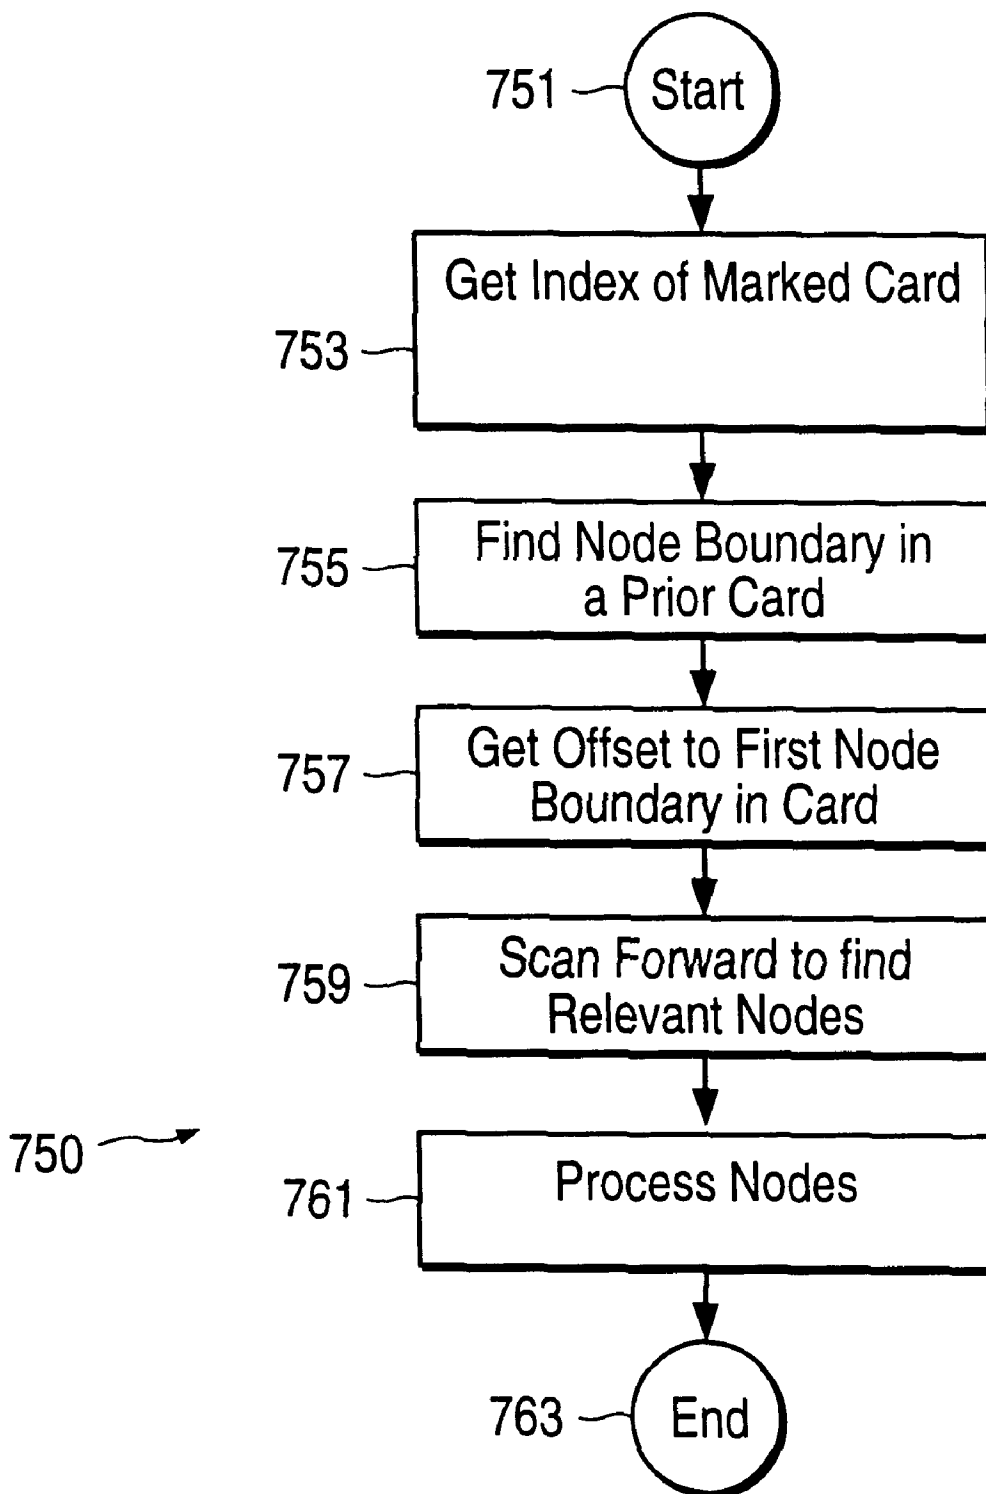 751
Start
Get Index of Marked Card
753
Find Node Boundary in
a Prior Card
755
Get Offset to First Node
Boundary in Card
757
Scan Forward to find
Relevant Nodes
759
750
Process Nodes
761
763
End